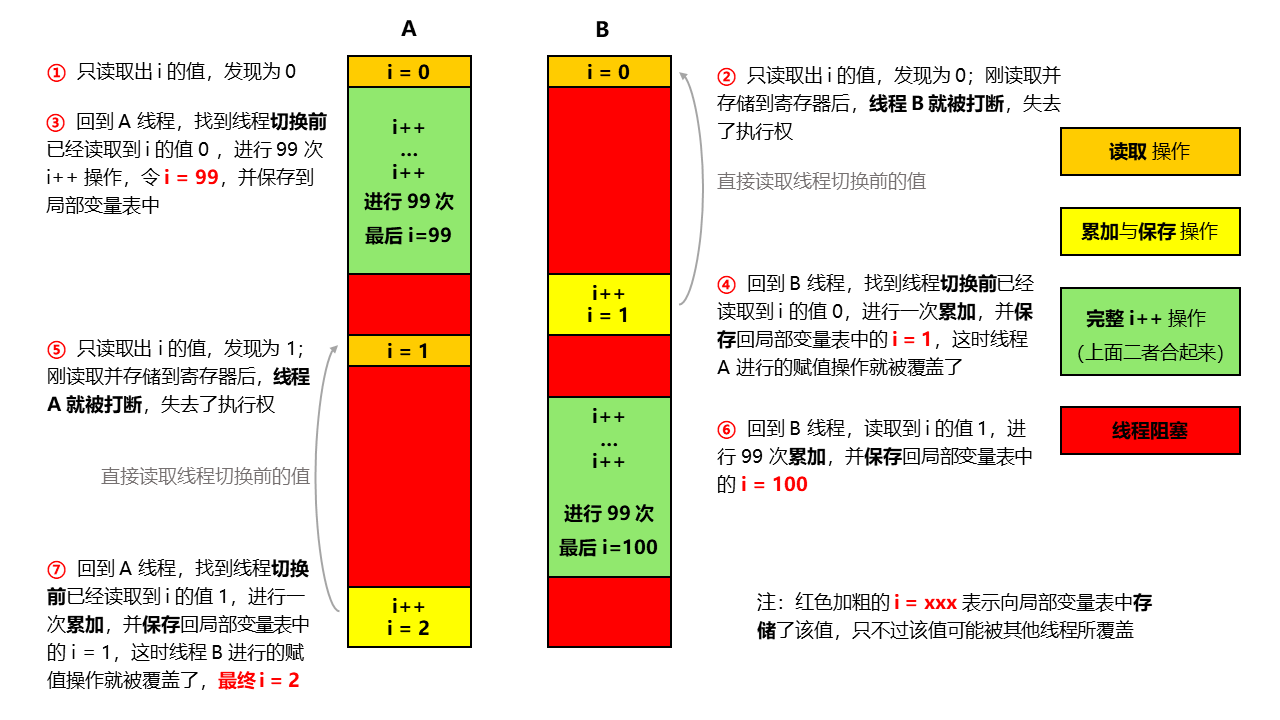 A
B
① 只读取出 i 的值，发现为 0
i = 0
i = 0
② 只读取出 i 的值，发现为 0；刚读取并
存储到寄存器后，线程 B 就被打断，失去
了执行权
③ 回到 A 线程，找到线程切换前
已经读取到 i 的值 0 ，进行 99 次
i++ 操作，令 i = 99，并保存到
局部变量表中
i++
...
i++
进行 99 次
最后 i=99
直接读取线程切换前的值
读取 操作
累加与保存 操作
完整 i++ 操作
（上面二者合起来）
线程阻塞
i++
i = 1
④ 回到 B 线程，找到线程切换前已经
读取到 i 的值 0，进行一次累加，并保
存回局部变量表中的 i = 1，这时线程
A 进行的赋值操作就被覆盖了
⑤ 只读取出 i 的值，发现为 1；
刚读取并存储到寄存器后，线程
A 就被打断，失去了执行权
i = 1
i++
...
i++
进行 99 次
最后 i=100
⑥ 回到 B 线程，读取到 i 的值 1，进
行 99 次累加，并保存回局部变量表中
的 i = 100
直接读取线程切换前的值
⑦ 回到 A 线程，找到线程切换
前已经读取到 i 的值 1，进行一
次累加，并保存回局部变量表中
的 i = 1，这时线程 B 进行的赋
值操作就被覆盖了，最终 i = 2
i++
i = 2
注：红色加粗的 i = xxx 表示向局部变量表中存
储了该值，只不过该值可能被其他线程所覆盖